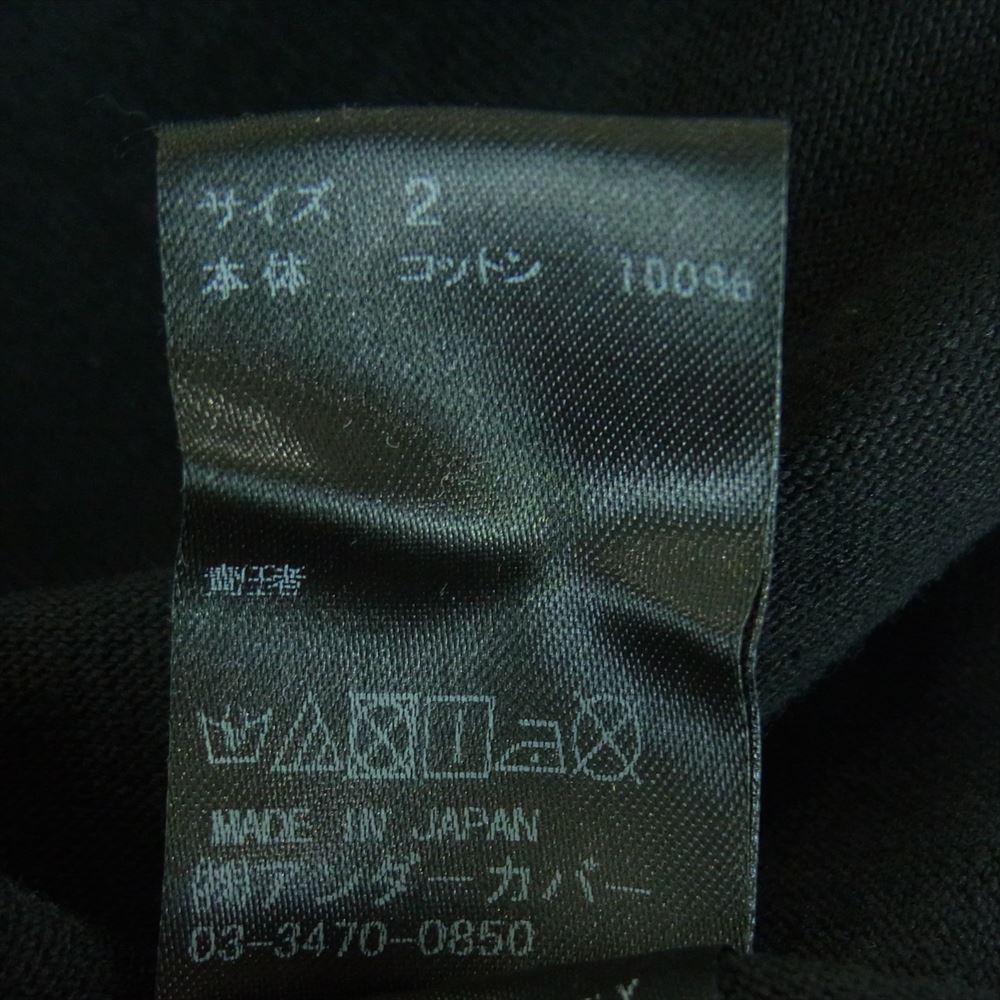 サイズ 2
本体 コットン 100%
責任者
MADE IN JAPAN
㈱アンダーカバー
03-3470-0850